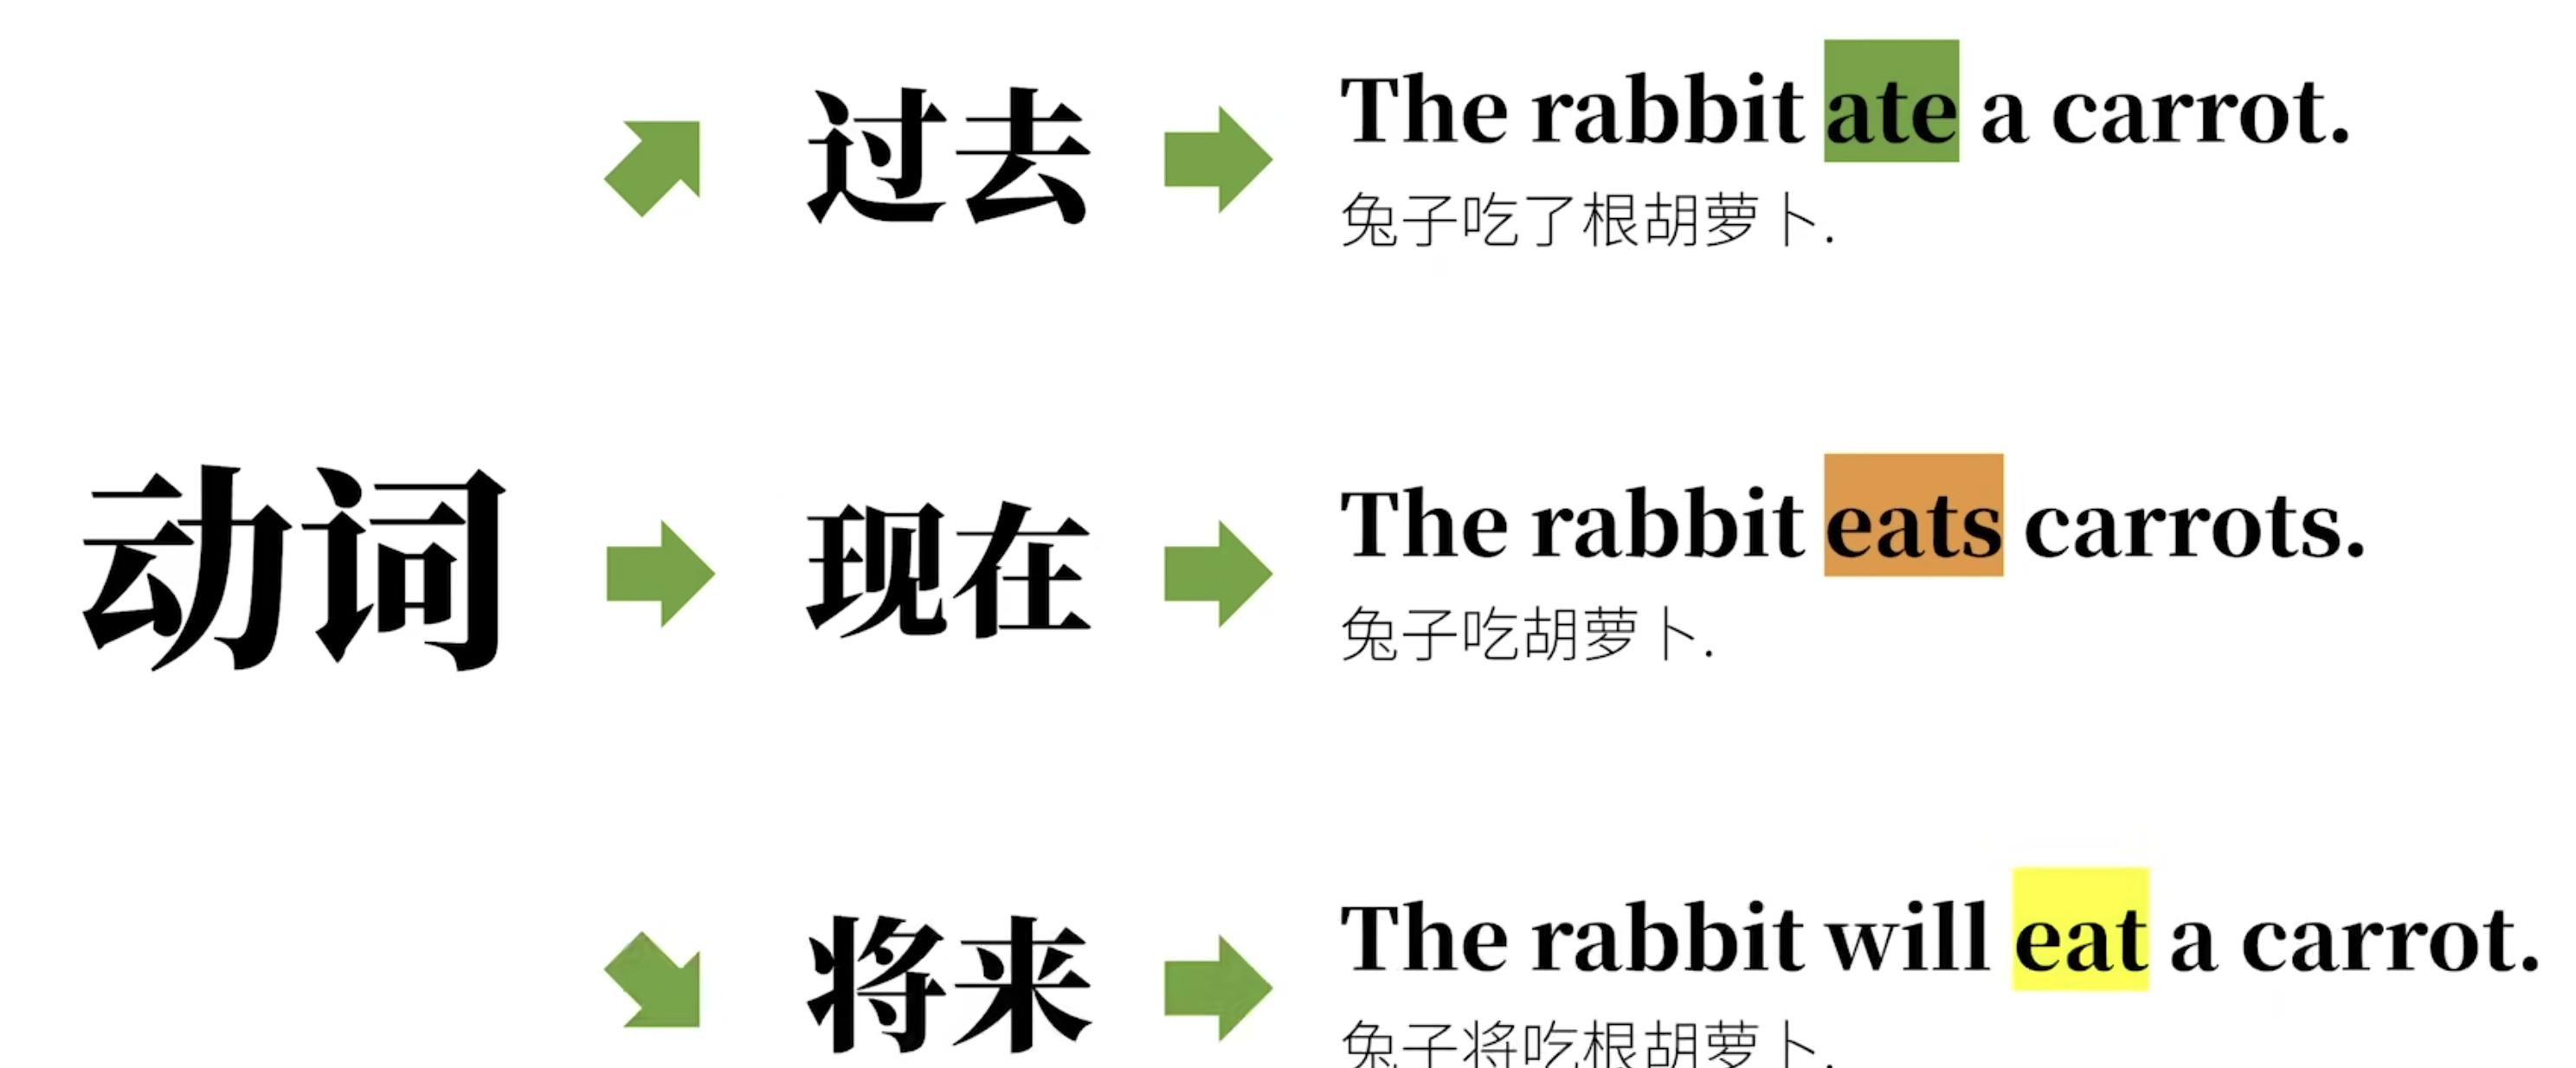 过去
The rabbit ate a carrot.
兔子吃了根胡萝卜.
动词
现在
The rabbit eats carrots.
兔子吃胡萝卜.
将来
The rabbit will eat a carrot.
兔子将吃根胡萝卜.